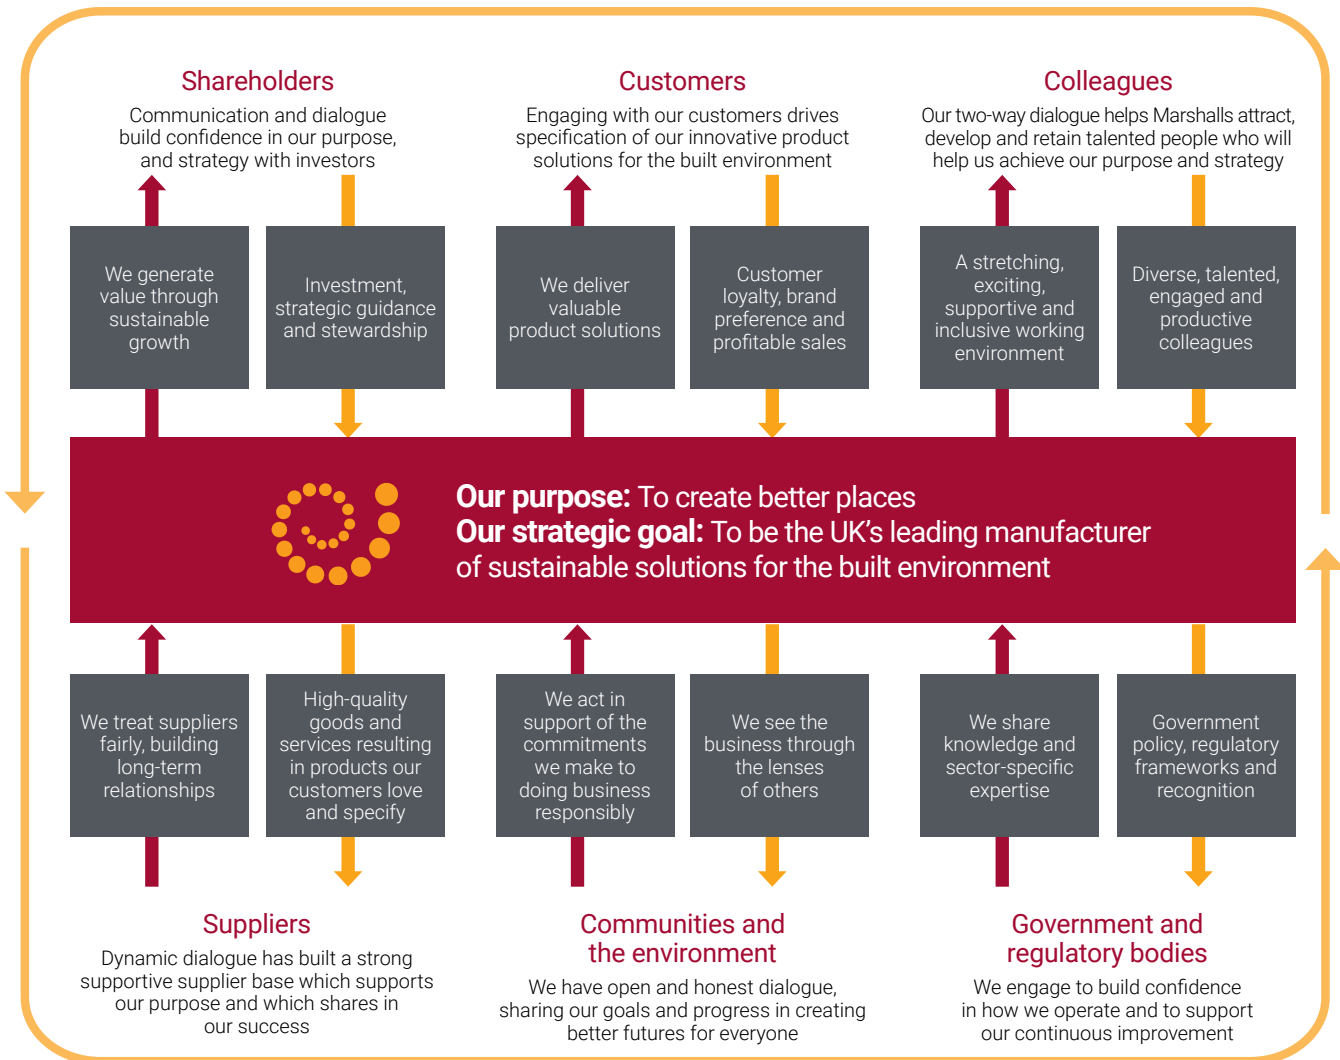 Shareholders
Communication and dialogue
build confidence in our purpose,
and strategy with investors
Customers
Engaging with our customers drives
specification of our innovative product
solutions for the built environment
Colleagues
Our two-way dialogue helps Marshalls attract,
develop and retain talented people who will
help us achieve our purpose and strategy
We generate
value through
sustainable
growth
Investment,
strategic guidance
and stewardship
We deliver
valuable
product solutions
Customer
loyalty, brand
preference and
profitable sales
A stretching,
exciting,
supportive and
inclusive working
environment
Diverse, talented,
engaged and
productive
colleagues
Our purpose: To create better places
Our strategic goal: To be the UK’s leading manufacturer
of sustainable solutions for the built environment
We treat suppliers
fairly, building
long-term
relationships
High-quality
goods and
services resulting
in products our
customers love
and specify
We act in
support of the
commitments
we make to
doing business
responsibly
We see the
business through
the lenses
of others
We share
knowledge and
sector-specific
expertise
Government
policy, regulatory
frameworks and
recognition
Suppliers
Dynamic dialogue has built a strong
supportive supplier base which supports
our purpose and which shares in
our success
Communities and
the environment
We have open and honest dialogue,
sharing our goals and progress in creating
better futures for everyone
Government and
regulatory bodies
We engage to build confidence
in how we operate and to support
our continuous improvement